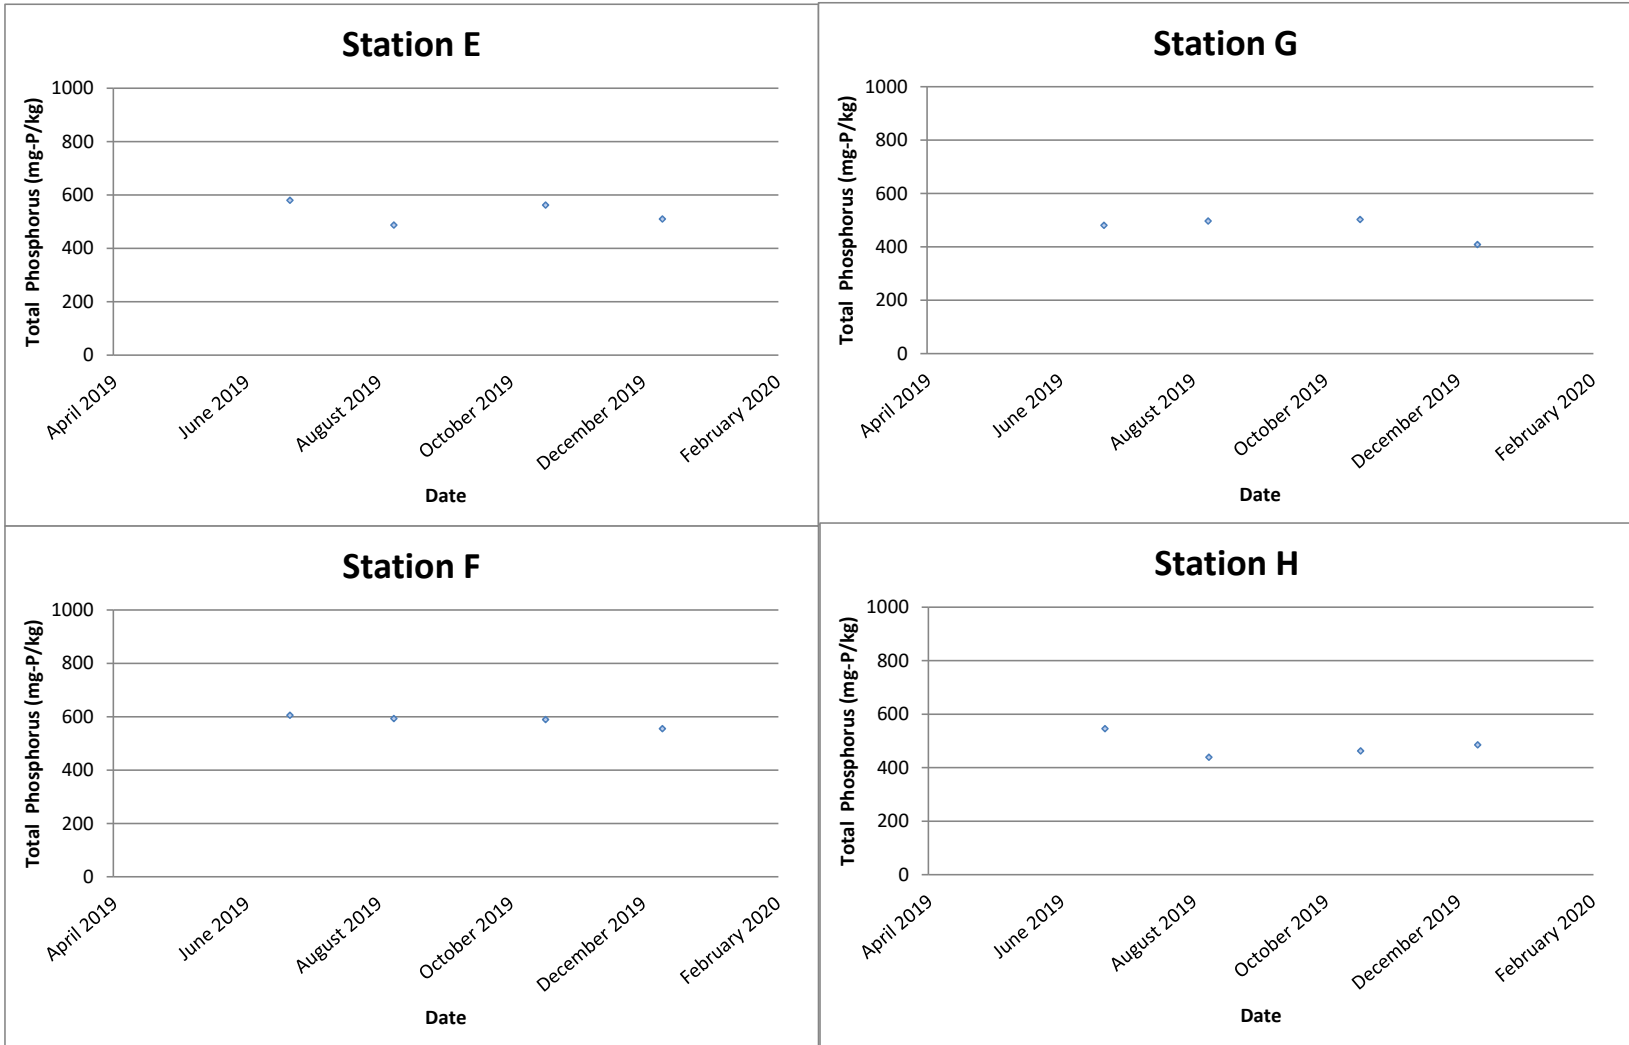 Station E
Total Phosphorus (mg-P/kg)
1000
800
600
400
200
0
April 2019
June 2019
August 2019
October 2019
December 2019
February 2020
Date
Station G
Total Phosphorus (mg-P/kg)
1000
800
600
400
200
0
April 2019
June 2019
August 2019
October 2019
December 2019
February 2020
Date
Station F
Total Phosphorus (mg-P/kg)
1000
800
600
400
200
0
April 2019
June 2019
August 2019
October 2019
December 2019
February 2020
Date
Station H
Total Phosphorus (mg-P/kg)
1000
800
600
400
200
0
April 2019
June 2019
August 2019
October 2019
December 2019
February 2020
Date